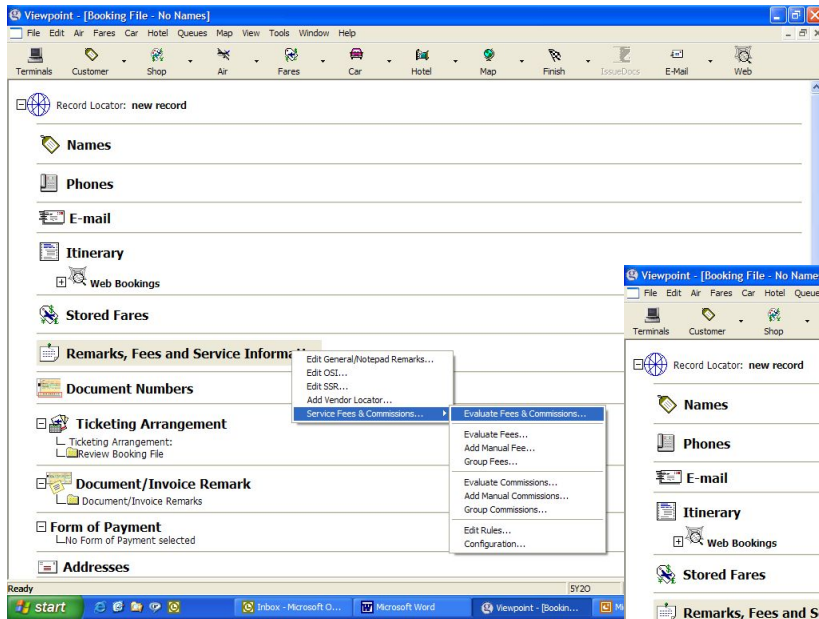 Viewpoint - [Booking File - No Names]
File Edit Air Fares Car Hotel Queues Map View Tools Window Help
Terminals Customer Shop Air Fares Car Hotel Map Finish IssueDocs E-Mail Web
Record Locator: new record
Names
Phones
E-mail
Itinerary
Web Bookings
Stored Fares
Remarks, Fees and Service
Edit General/Notepad Remarks...
Edit OSI...
Edit SSR...
Add Vendor Locator...
Service Fees & Commissions...
Evaluate Fees & Commissions...
Evaluate Fees...
Add Manual Fee...
Group Fees...
Evaluate Commissions...
Add Manual Commissions...
Group Commissions...
Edit Rules...
Configuration...
Document Numbers
Ticketing Arrangement
Ticketing Arrangement:
Review Booking File
Document/Invoice Remark
Document/Invoice Remarks
Form of Payment
No Form of Payment selected
Addresses
Ready 5Y20
start Inbox - Microsoft O... Microsoft Word Viewpoint - [Bookin...
Viewpoint - [Booking File - No Name
File Edit Air Fares Car Hotel Queue
Terminals Customer Shop
Record Locator: new record
Names
Phones
E-mail
Itinerary
Web Bookings
Stored Fares
Remarks, Fees and S